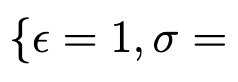 {ϵ = 1, σ =